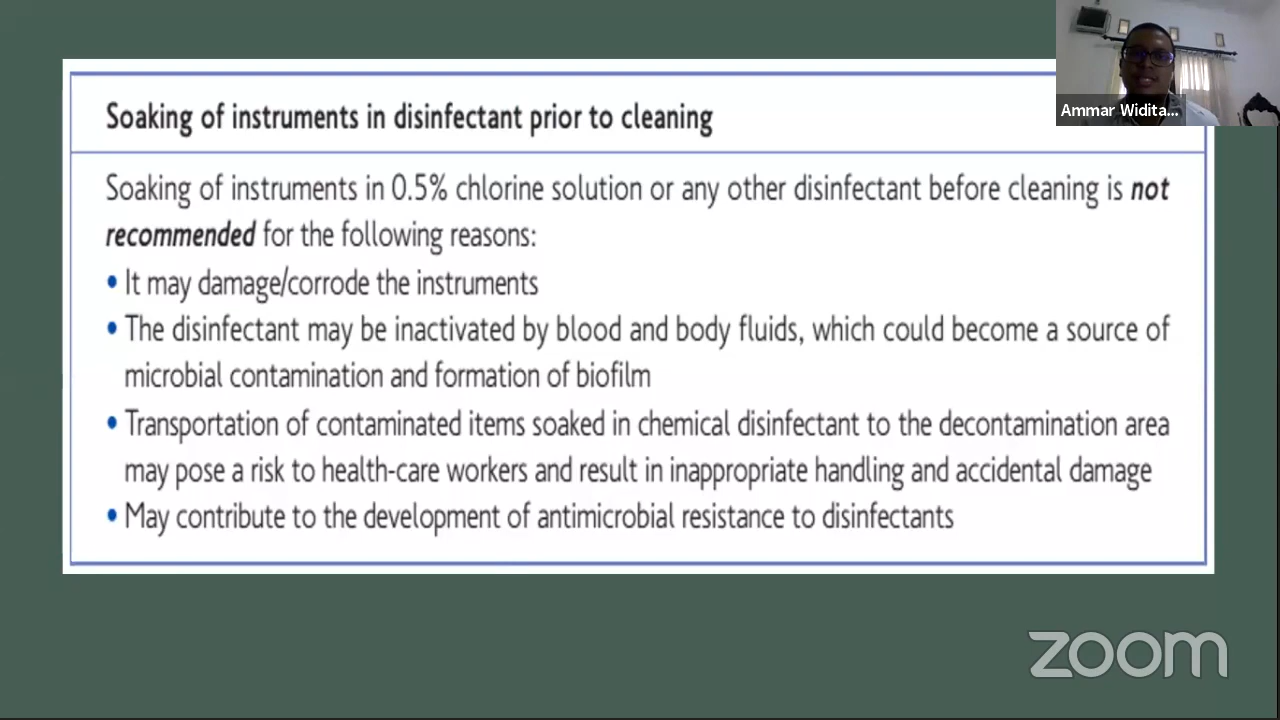 Soaking of instruments in disinfectant prior to cleaning
Soaking of instruments in 0.5% chlorine solution or any other disinfectant before cleaning is not
recommended for the following reasons:
• It may damage/corrode the instruments
• The disinfectant may be inactivated by blood and body fluids, which could become a source of
microbial contamination and formation of biofilm
• Transportation of contaminated items soaked in chemical disinfectant to the decontamination area
may pose a risk to health-care workers and result in inappropriate handling and accidental damage
• May contribute to the development of antimicrobial resistance to disinfectants
Ammar Widita...
zoom